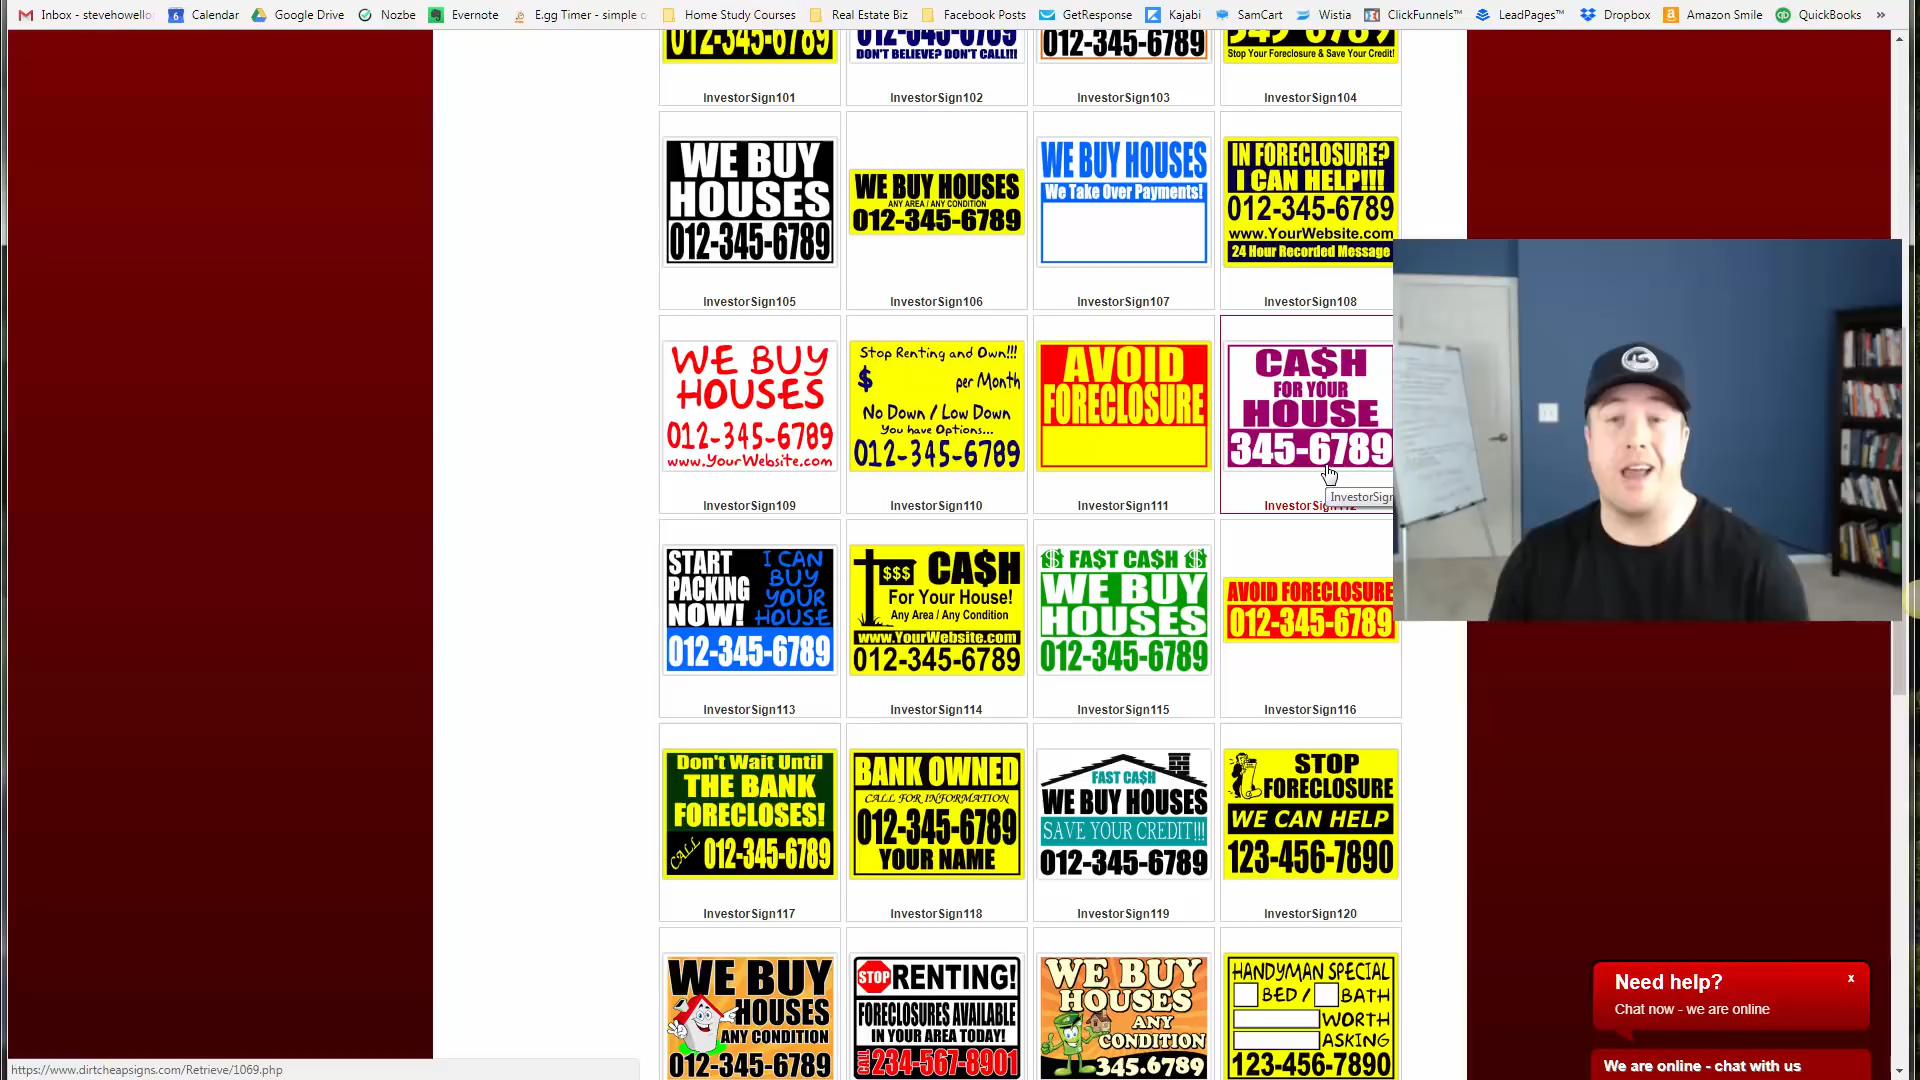 Inbox - stevehowello Calendar Google Drive Nozbe Evernote E.gg Timer - simple o Home Study Courses Real Estate Biz Facebook Posts GetResponse Kajabi SamCart Wistia ClickFunnels™ LeadPages™ Dropbox Amazon Smile QuickBooks »
6
012-345-6789
DON'T BELIEVE? DON'T CALL!!!
012-345-6789
Stop Your Foreclosure & Save Your Credit!
InvestorSign101
InvestorSign102
InvestorSign103
InvestorSign104
WE BUY
HOUSES
012-345-6789
WE BUY HOUSES
ANY AREA / ANY CONDITION
012-345-6789
WE BUY HOUSES
We Take Over Payments!
IN FORECLOSURE?
I CAN HELP!!!
012-345-6789
www.YourWebsite.com
24 Hour Recorded Message
InvestorSign105
InvestorSign106
InvestorSign107
InvestorSign108
WE BUY
HOUSES
012-345-6789
www.YourWebsite.com
Stop Renting and Own!!!
$ per Month
No Down / Low Down
You have Options...
012-345-6789
AVOID
FORECLOSURE
CA$H
FOR YOUR
HOUSE
345-6789
InvestorSign
InvestorSign109
InvestorSign110
InvestorSign111
START
PACKING
NOW!
I CAN
BUY
YOUR
HOUSE
012-345-6789
$$$ CA$H
For Your House!
Any Area / Any Condition
www.YourWebsite.com
012-345-6789
$ FA$T CA$H $
WE BUY
HOUSES
012-345-6789
AVOID FORECLOSURE
012-345-6789
InvestorSign113
InvestorSign114
InvestorSign115
InvestorSign116
Don't Wait Until
THE BANK
FORECLOSES!
CALL 012-345-6789
BANK OWNED
CALL FOR INFORMATION
012-345-6789
YOUR NAME
FAST CA$H
WE BUY HOUSES
SAVE YOUR CREDIT!!!
012-345-6789
STOP
FORECLOSURE
WE CAN HELP
123-456-7890
InvestorSign117
InvestorSign118
InvestorSign119
InvestorSign120
WE BUY
HOUSES
ANY CONDITION
012-345-6789
STOP RENTING!
FORECLOSURES AVAILABLE
IN YOUR AREA TODAY!
CALL 234-567-8901
WE BUY
HOUSES
ANY
CONDITION
345.6789
HANDYMAN SPECIAL
BED / BATH
WORTH
ASKING
123-456-7890
Need help? x
Chat now - we are online
We are online - chat with us
https://www.dirtcheapsigns.com/Retrieve/1069.php